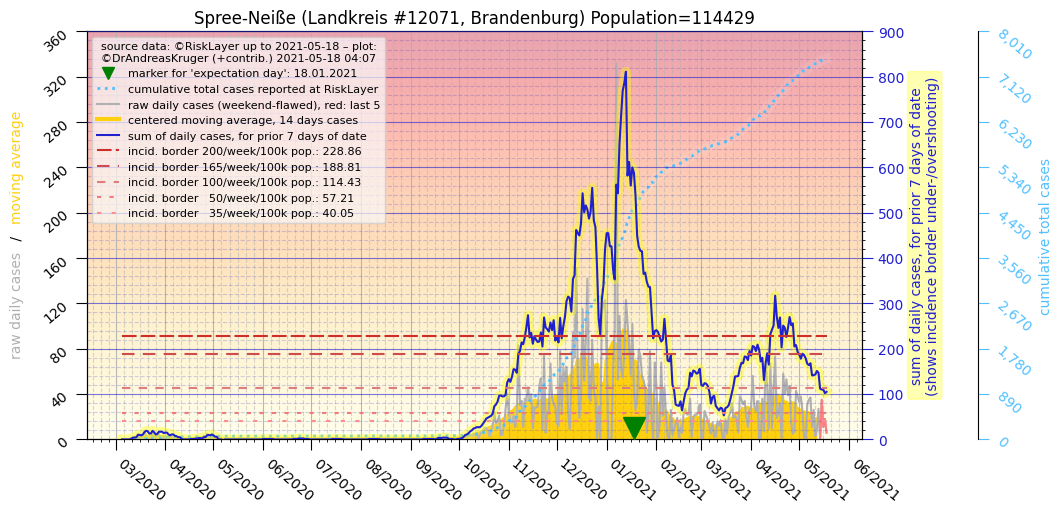 Spree-Neiße (Landkreis #12071, Brandenburg) Population=114429
source data: ©RiskLayer up to 2021-05-18 – plot:
©DrAndreasKruger (+contrib.) 2021-05-18 04:07
marker for 'expectation day': 18.01.2021
cumulative total cases reported at RiskLayer
raw daily cases (weekend-flawed), red: last 5
centered moving average, 14 days cases
sum of daily cases, for prior 7 days of date
incid. border 200/week/100k pop.: 228.86
incid. border 165/week/100k pop.: 188.81
incid. border 100/week/100k pop.: 114.43
incid. border   50/week/100k pop.: 57.21
incid. border   35/week/100k pop.: 40.05
raw daily cases / moving average
360
320
280
240
200
160
120
80
40
0
03/2020
04/2020
05/2020
06/2020
07/2020
08/2020
09/2020
10/2020
11/2020
12/2020
01/2021
02/2021
03/2021
04/2021
05/2021
06/2021
900
800
700
600
500
400
300
200
100
0
sum of daily cases, for prior 7 days of date
(shows incidence border under-/overshooting)
8,010
7,120
6,230
5,340
4,450
3,560
2,670
1,780
890
0
cumulative total cases